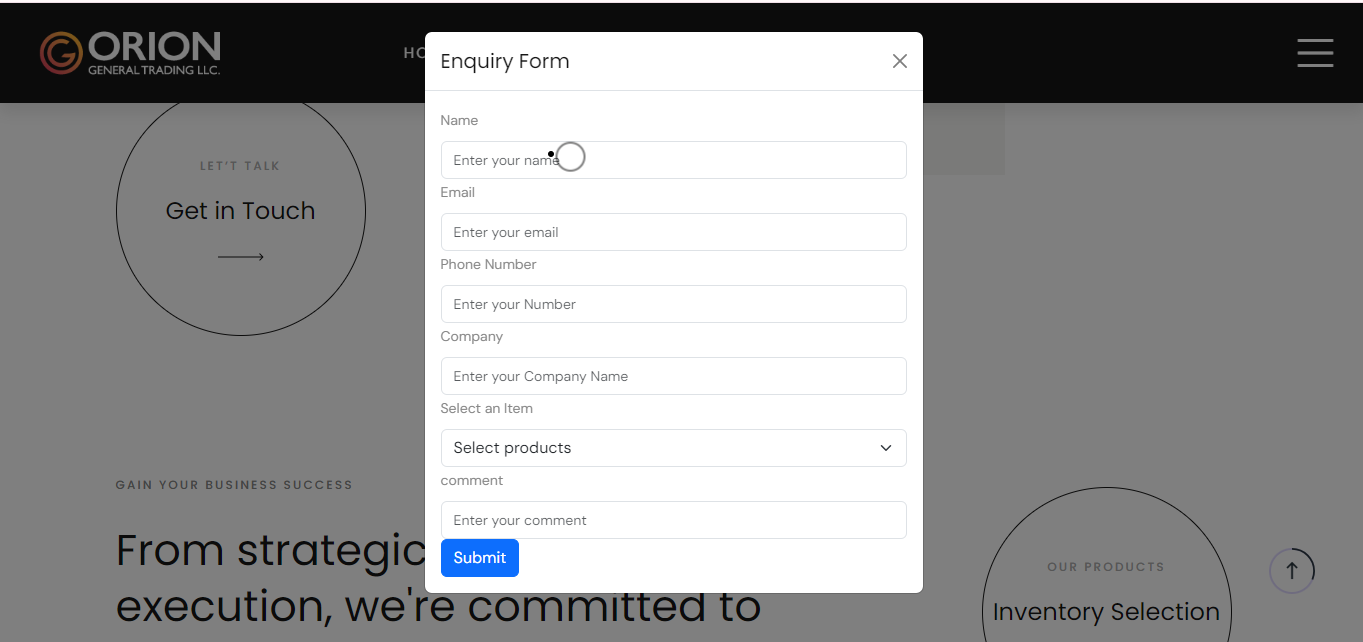 ORION
GENERAL TRADING LLC.
Enquiry Form
Name
Enter your name
Email
Enter your email
Phone Number
Enter your Number
Company
Enter your Company Name
Select an Item
Select products
comment
Enter your comment
Submit
LET'T TALK
Get in Touch
GAIN YOUR BUSINESS SUCCESS
From strategic
execution, we're committed to
OUR PRODUCTS
Inventory Selection